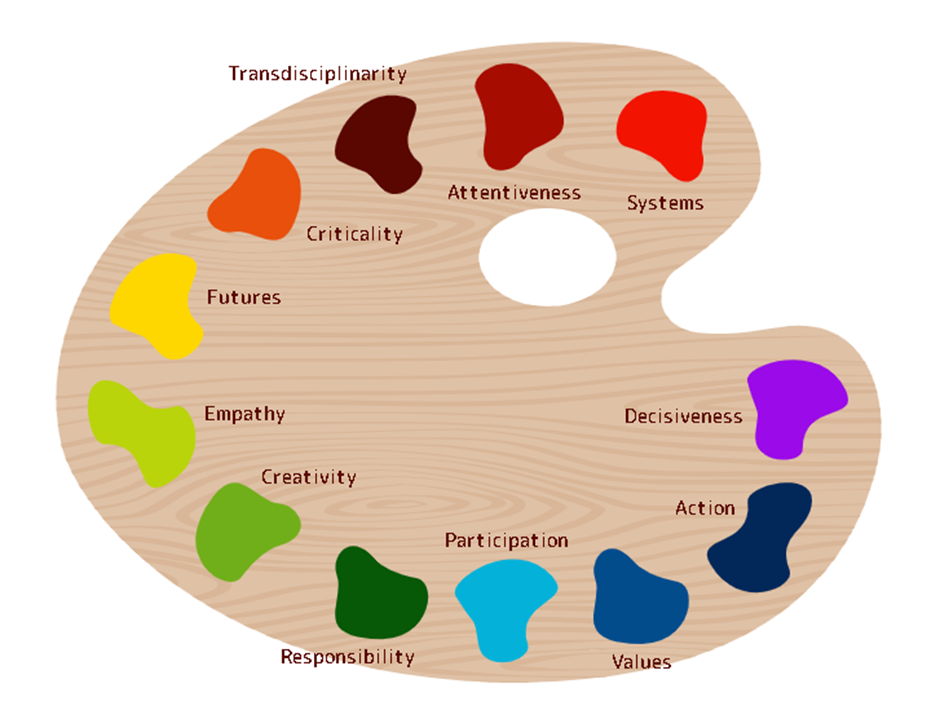 Transdisciplinarity
Attentiveness
Systems
Criticality
Futures
Empathy
Decisiveness
Creativity
Action
Participation
Responsibility
Values